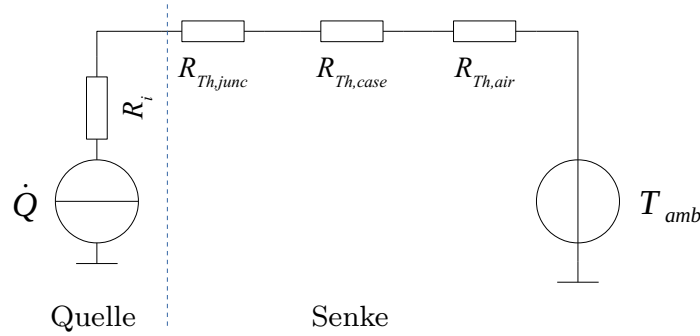 R_Th,junc R_Th,case R_Th,air
R_i
Q̇
T_amb
Quelle Senke